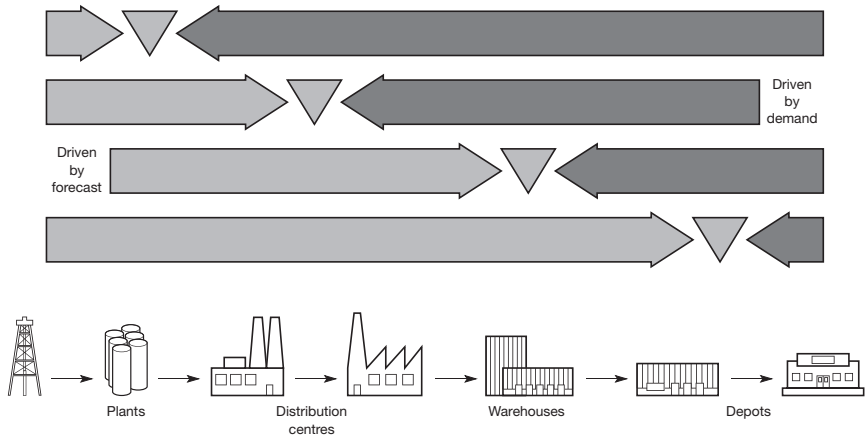 Driven
by
demand
Driven
by
forecast
Plants
Distribution
centres
Warehouses
Depots